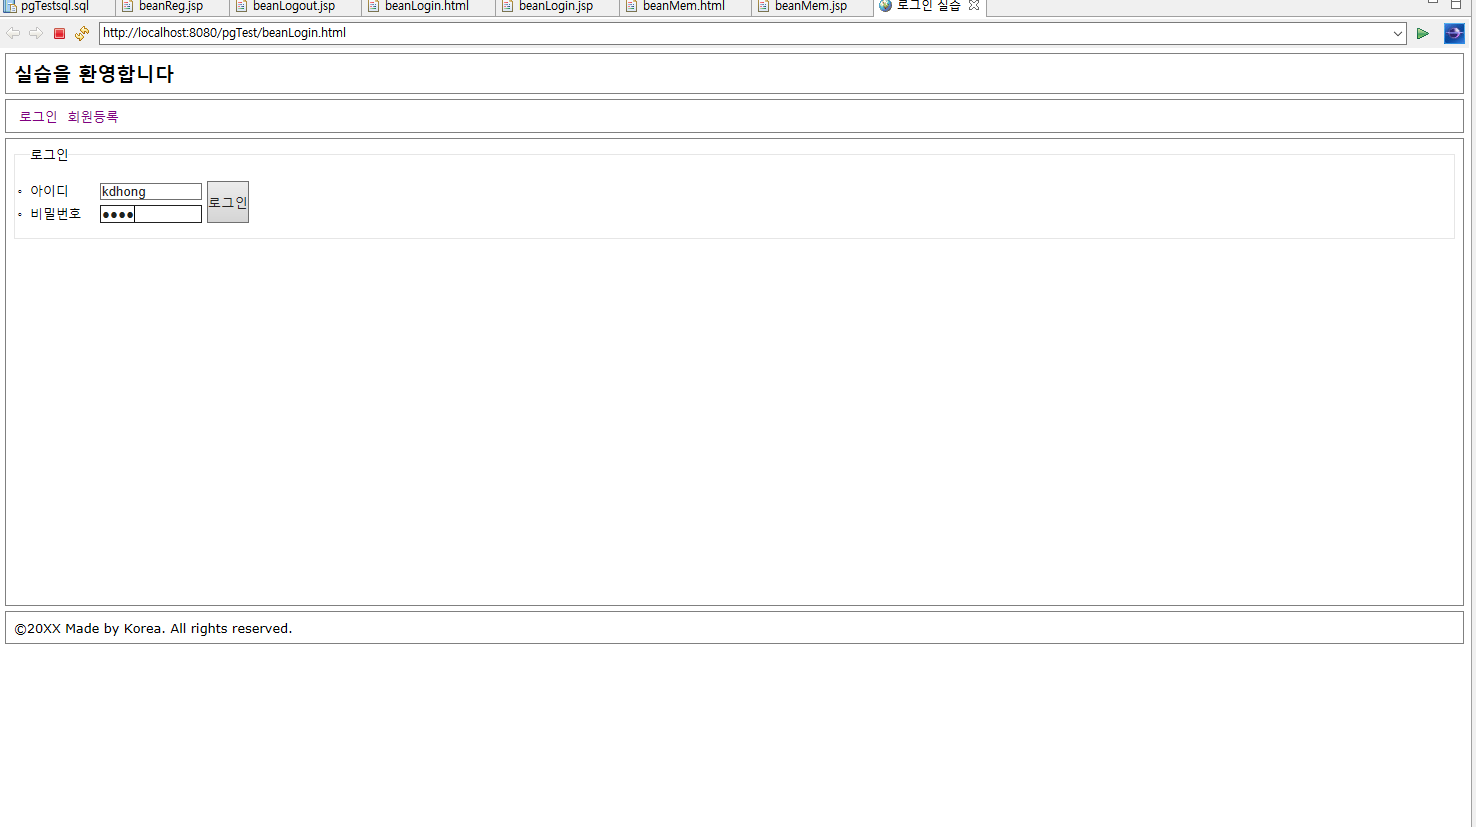 pgTestsql.sql beanReg.jsp beanLogout.jsp beanLogin.html beanLogin.jsp beanMem.html beanMem.jsp 로그인 실습
http://localhost:8080/pgTest/beanLogin.html
실습을 환영합니다
로그인 회원등록
로그인
아이디 kdhong
비밀번호 ●●●● 로그인
©20XX Made by Korea. All rights reserved.